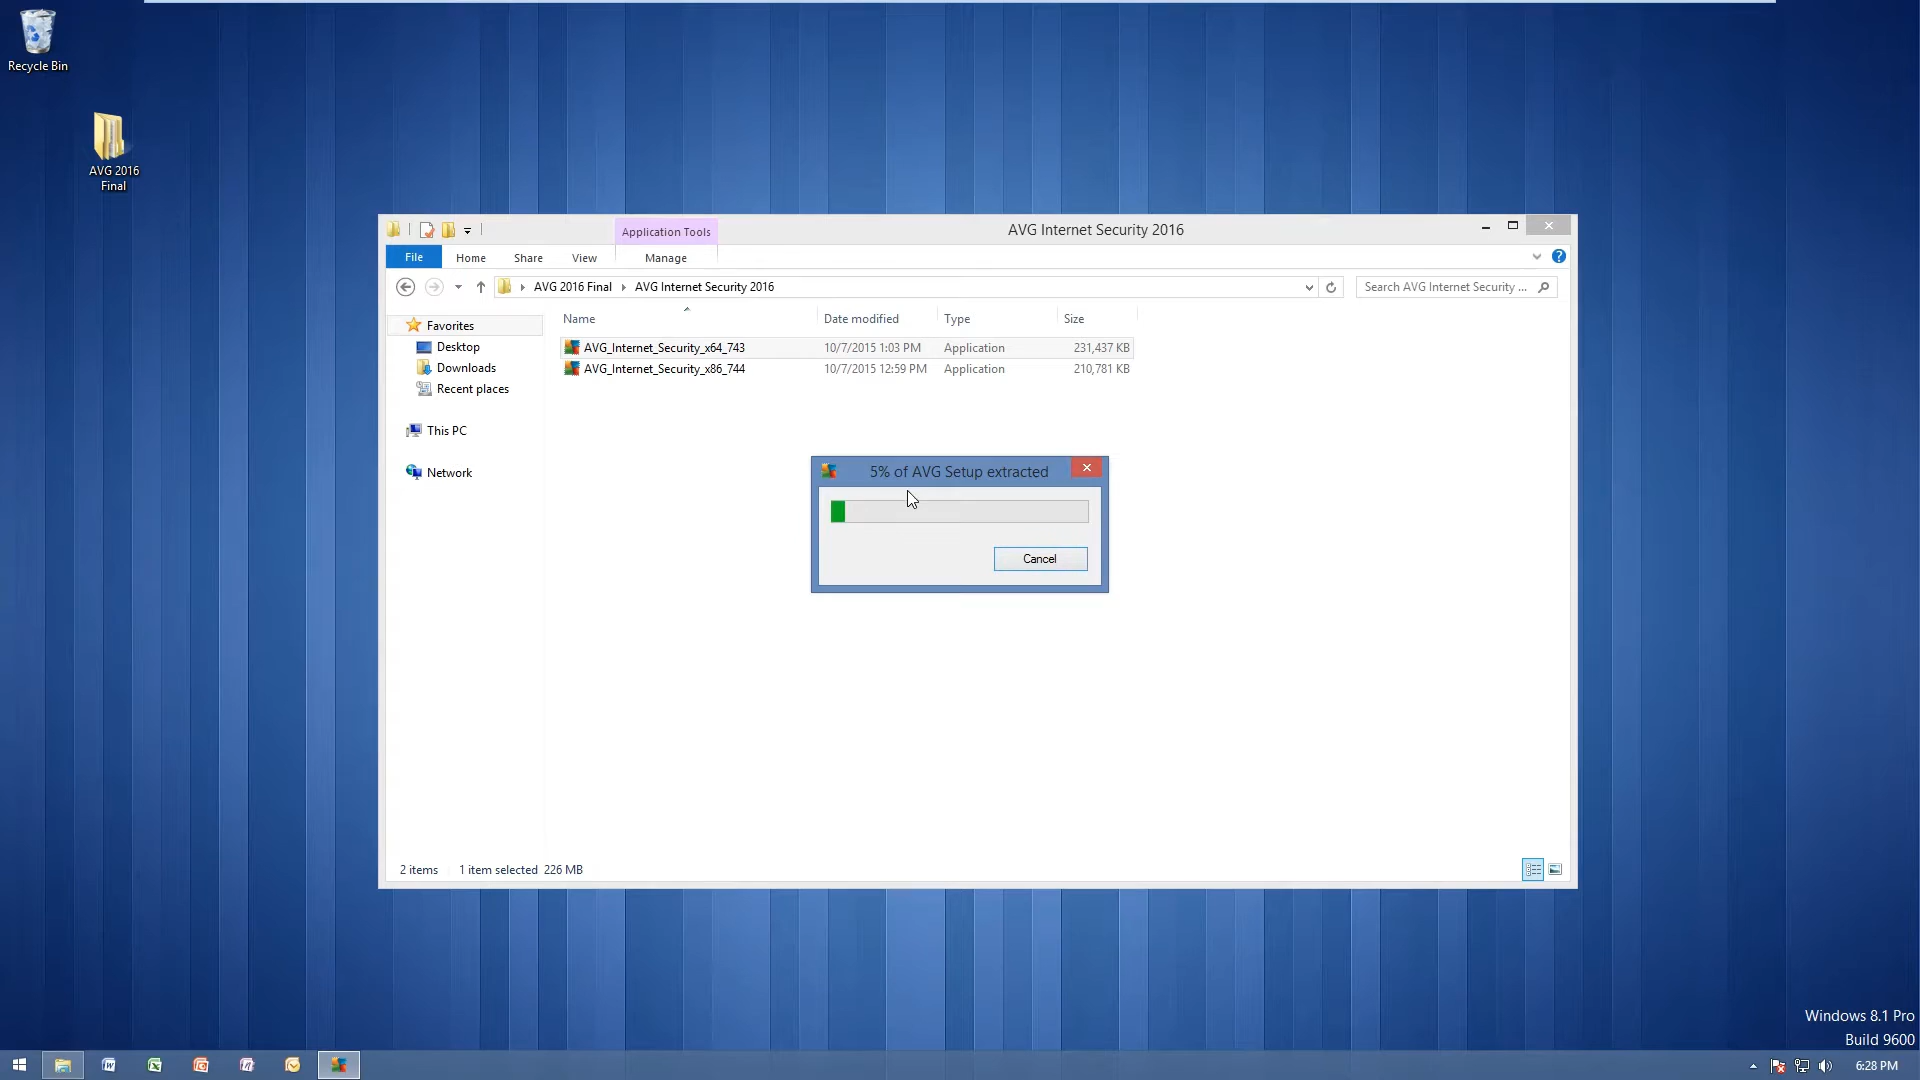 Recycle Bin
AVG 2016
Final
Application Tools
AVG Internet Security 2016
File
Home
Share
View
Manage
AVG 2016 Final
AVG Internet Security 2016
Search AVG Internet Security ...
Favorites
Desktop
Downloads
Recent places
This PC
Network
Name
Date modified
Type
Size
AVG_Internet_Security_x64_743
10/7/2015 1:03 PM
Application
231,437 KB
AVG_Internet_Security_x86_744
10/7/2015 12:59 PM
Application
210,781 KB
5% of AVG Setup extracted
Cancel
2 items
1 item selected 226 MB
Windows 8.1 Pro
Build 9600
6:28 PM